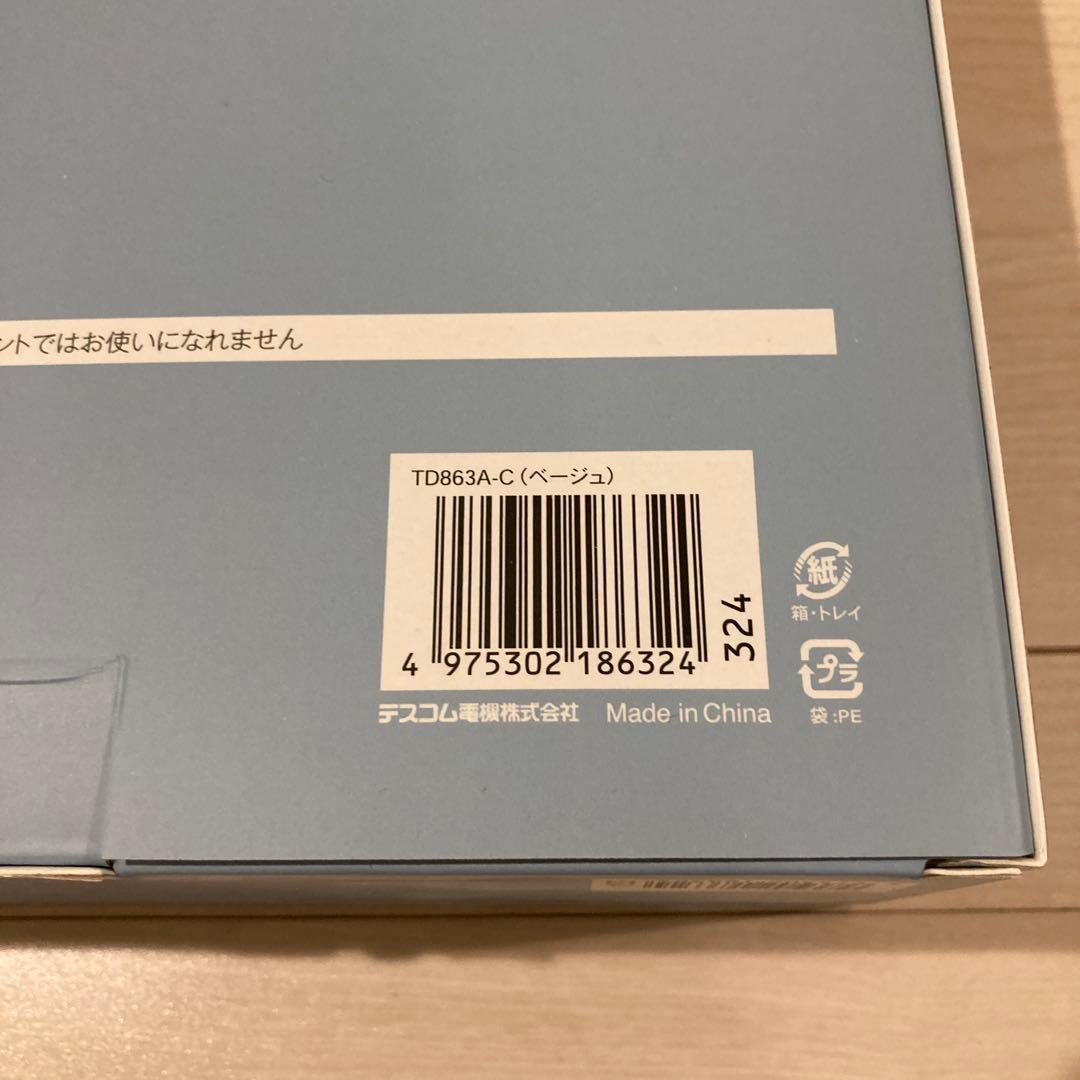 ントではお使いになれません
TD863A-C（ベージュ）
4 975302 186324
324
テスコム電機株式会社 Made in China
紙
箱・トレイ
プラ
袋:PE